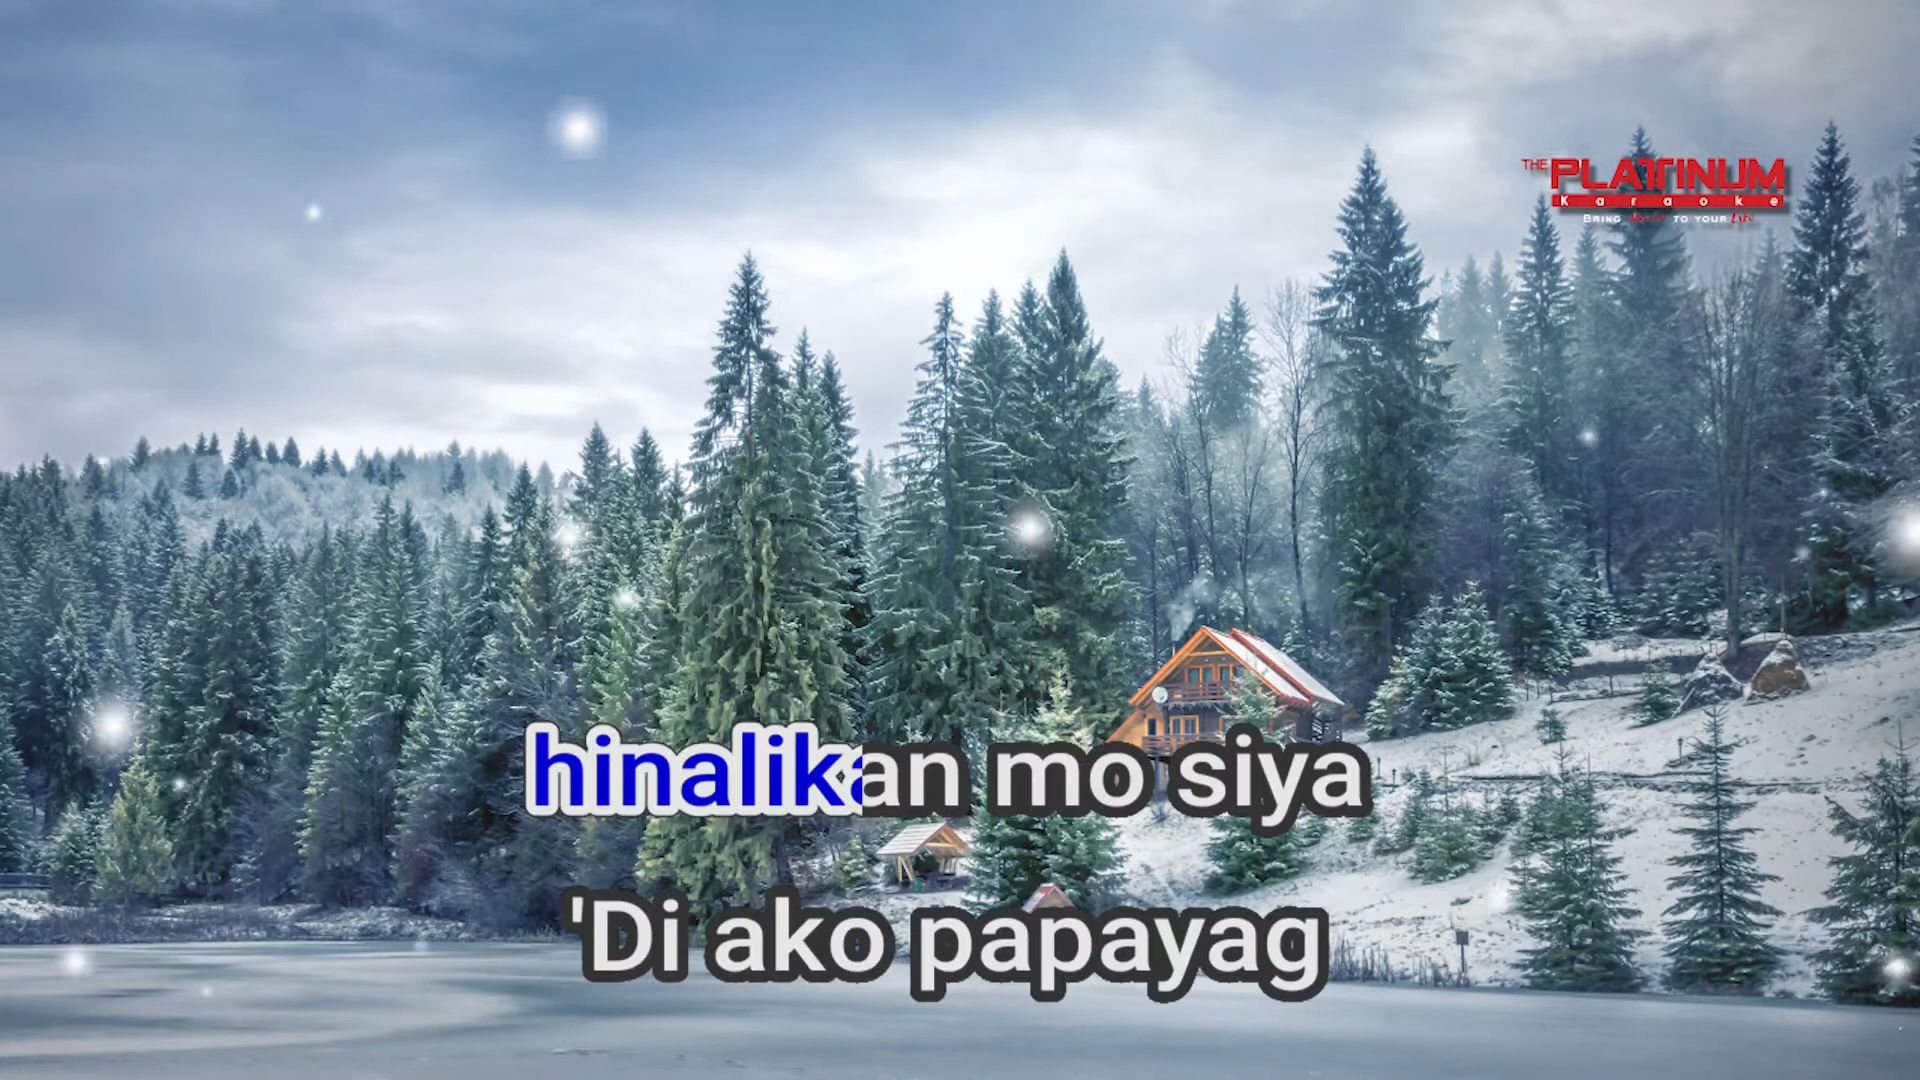 THE PLATINUM
Karaoke
BRING Music TO YOUR Life
hinalikan mo siya
'Di ako papayag